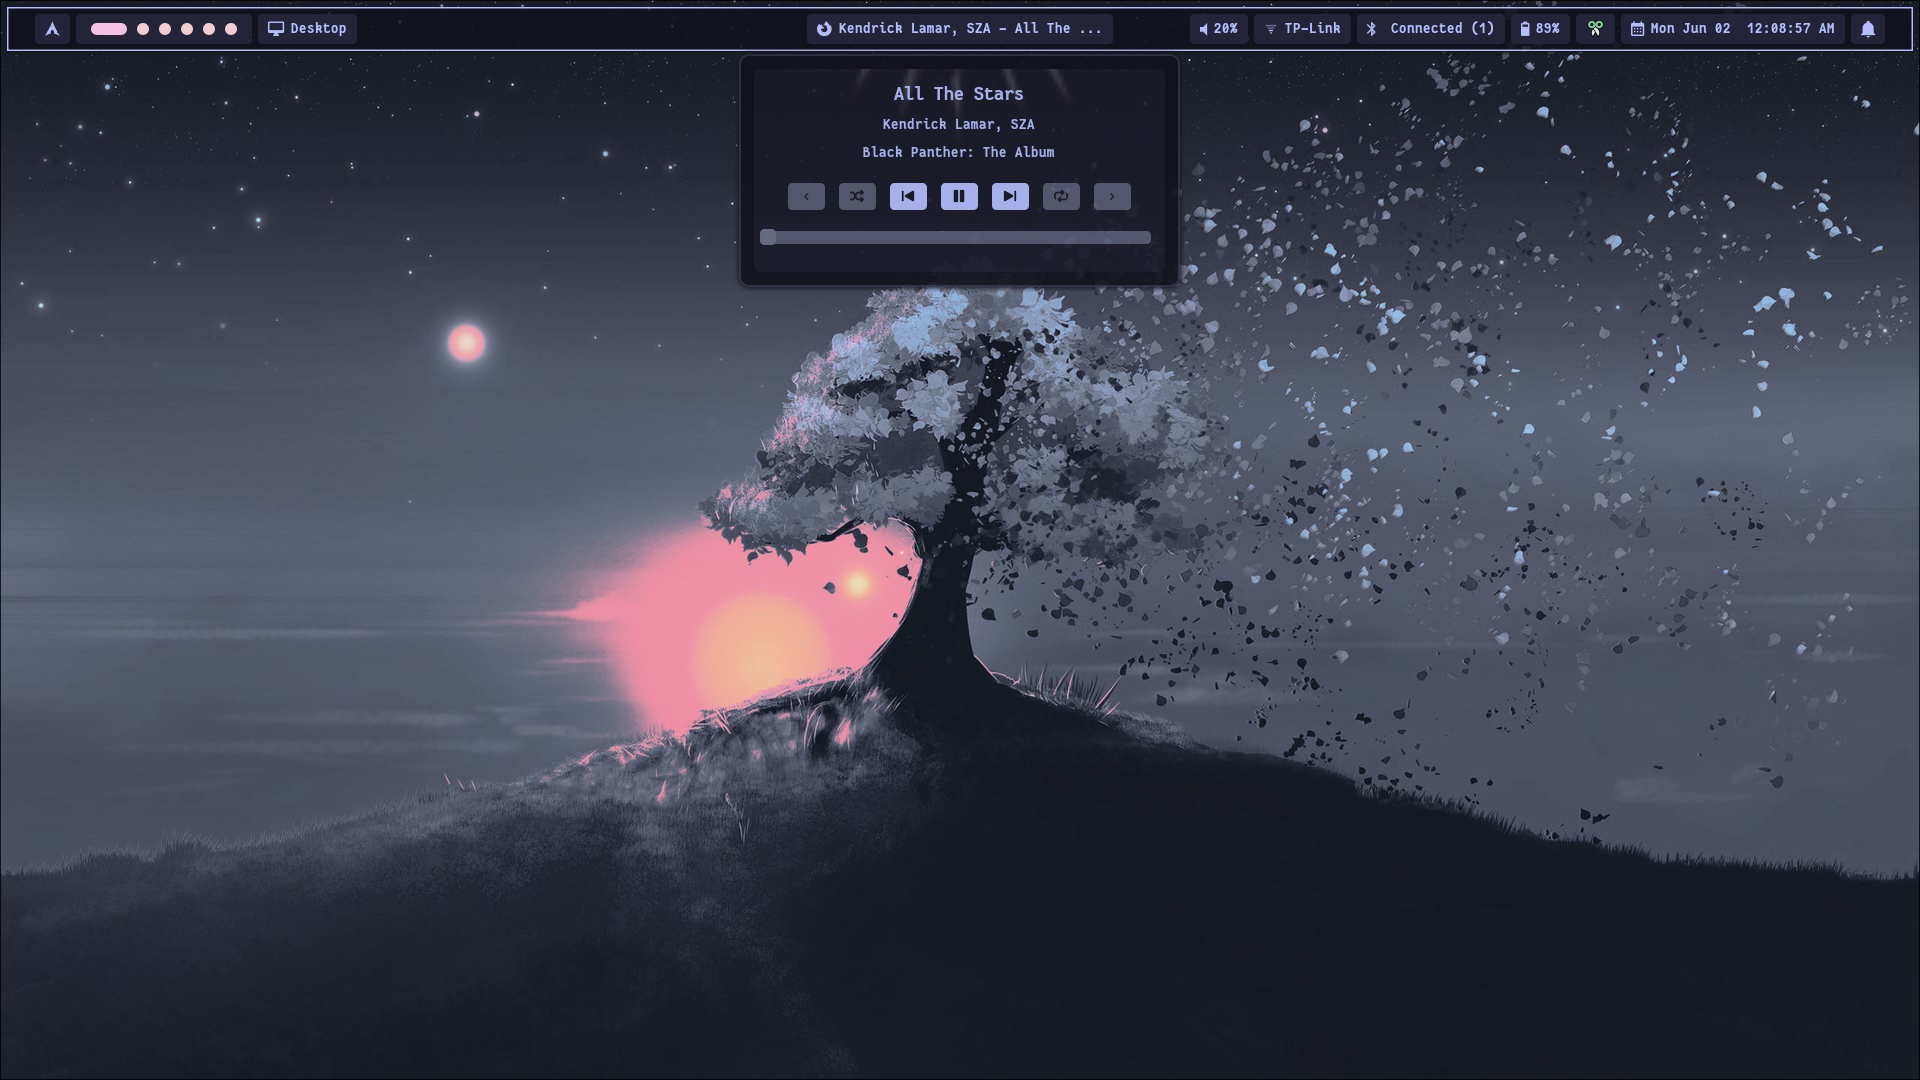 Desktop
Kendrick Lamar, SZA - All The ...
20%
TP-Link
Connected (1)
89%
Mon Jun 02 12:08:57 AM
All The Stars
Kendrick Lamar, SZA
Black Panther: The Album